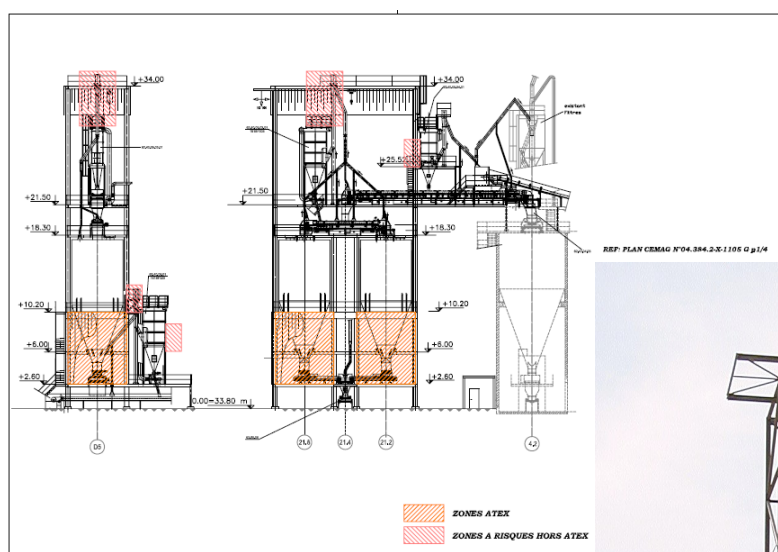 +34.00
+34.00
existant
filtres
+25.50
+21.50
+21.50
+18.30
+18.30
REF: PLAN CEMAG N°04.384.2-X-1105 G p1/4
+10.20
+10.20
+6.00
+6.00
+2.60
+2.60
0.00=33.80 m
D5
21.6
21.4
21.2
4.2
ZONES ATEX
ZONES A RISQUES HORS ATEX